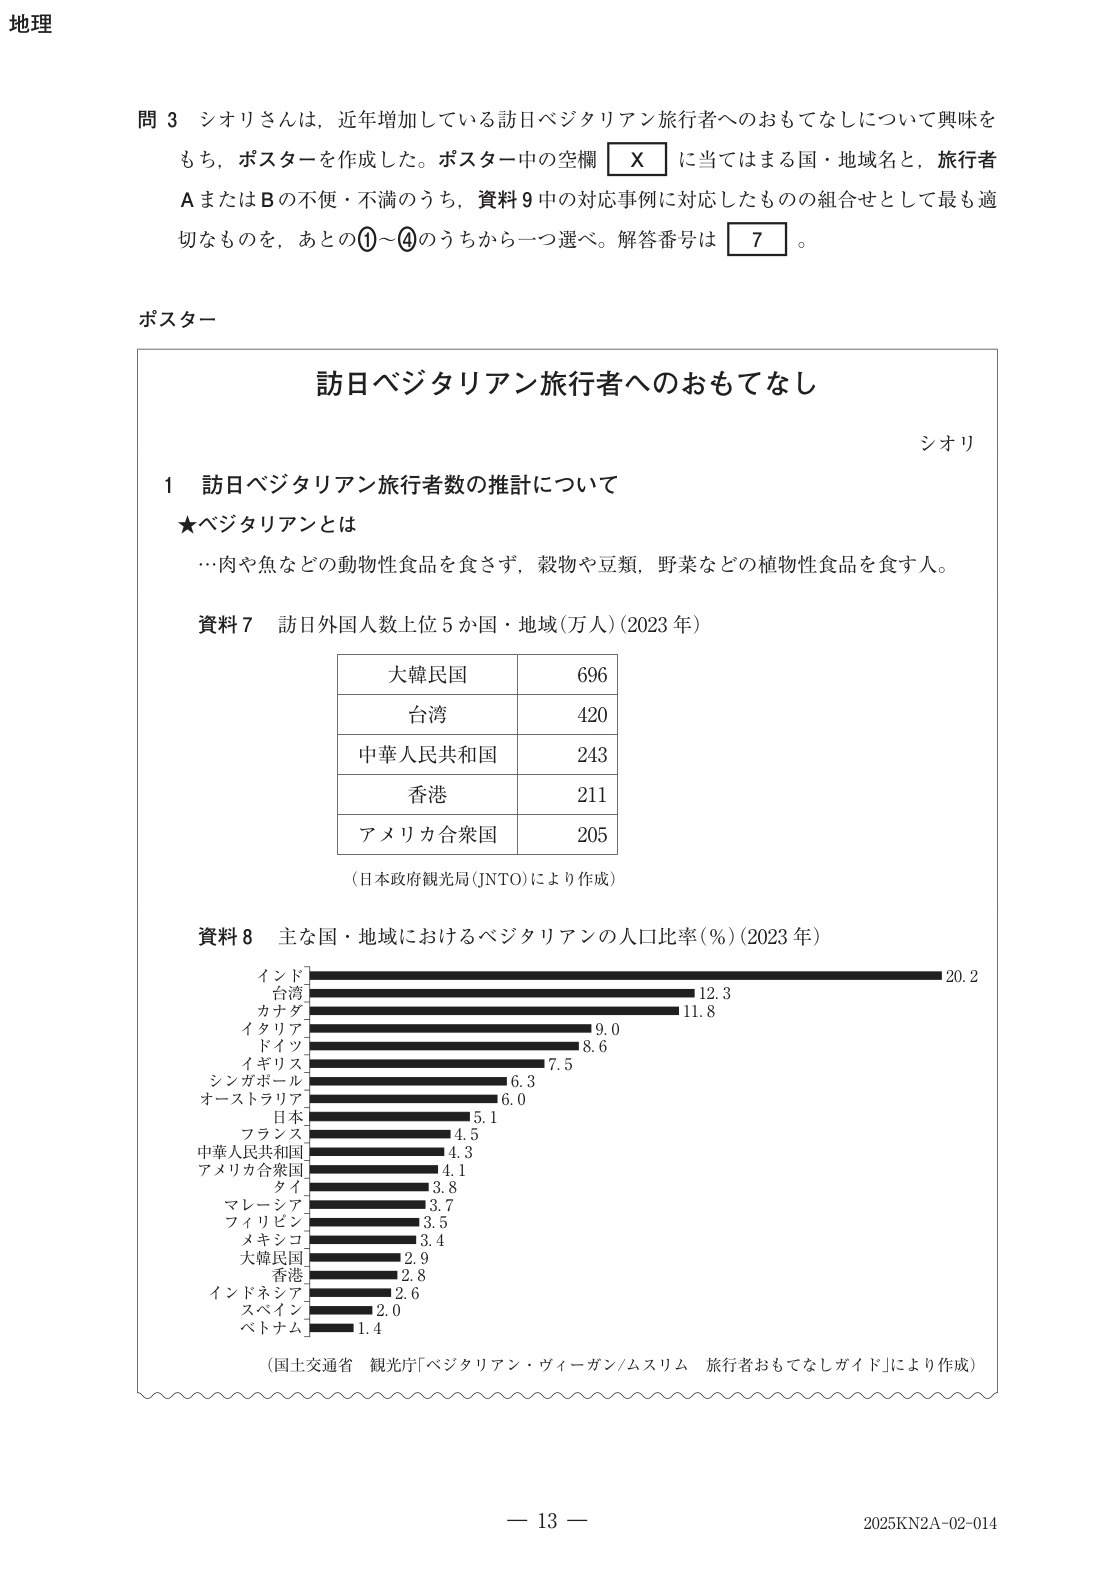 地理
問 3 シオリさんは，近年増加している訪日ベジタリアン旅行者へのおもてなしについて興味を
もち，ポスターを作成した。ポスター中の空欄 X に当てはまる国・地域名と，旅行者
AまたはBの不便・不満のうち，資料9中の対応事例に対応したものの組合せとして最も適
切なものを，あとの①～④のうちから一つ選べ。解答番号は 7 。
ポスター
訪日ベジタリアン旅行者へのおもてなし
シオリ
1 訪日ベジタリアン旅行者数の推計について
★ベジタリアンとは
…肉や魚などの動物性食品を食さず，穀物や豆類，野菜などの植物性食品を食す人。
資料7 訪日外国人数上位5か国・地域(万人)(2023年)
大韓民国 696
台湾 420
中華人民共和国 243
香港 211
アメリカ合衆国 205
(日本政府観光局(JNTO)により作成)
資料8 主な国・地域におけるベジタリアンの人口比率(%)(2023年)
インド 20.2
台湾 12.3
カナダ 11.8
イタリア 9.0
ドイツ 8.6
イギリス 7.5
シンガポール 6.3
オーストラリア 6.0
日本 5.1
フランス 4.5
中華人民共和国 4.3
アメリカ合衆国 4.1
タイ 3.8
マレーシア 3.7
フィリピン 3.5
メキシコ 3.4
大韓民国 2.9
香港 2.8
インドネシア 2.6
スペイン 2.0
ベトナム 1.4
(国土交通省 観光庁「ベジタリアン・ヴィーガン/ムスリム 旅行者おもてなしガイド」により作成)
— 13 —
2025KN2A-02-014